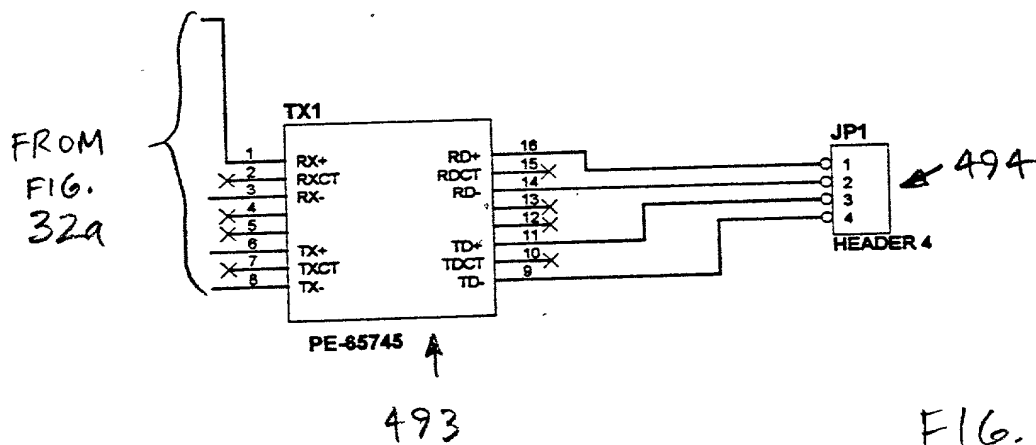 FROM
FIG.
32a
TX1
1 RX+
2 RXCT
3 RX-
4
5
6 TX+
7 TXCT
8 TX-
RD+ 16
RDCT 15
RD- 14
13
12
TD+ 11
TDCT 10
TD- 9
PE-65745
493
JP1
1
2
3
4
HEADER 4
494
FIG.